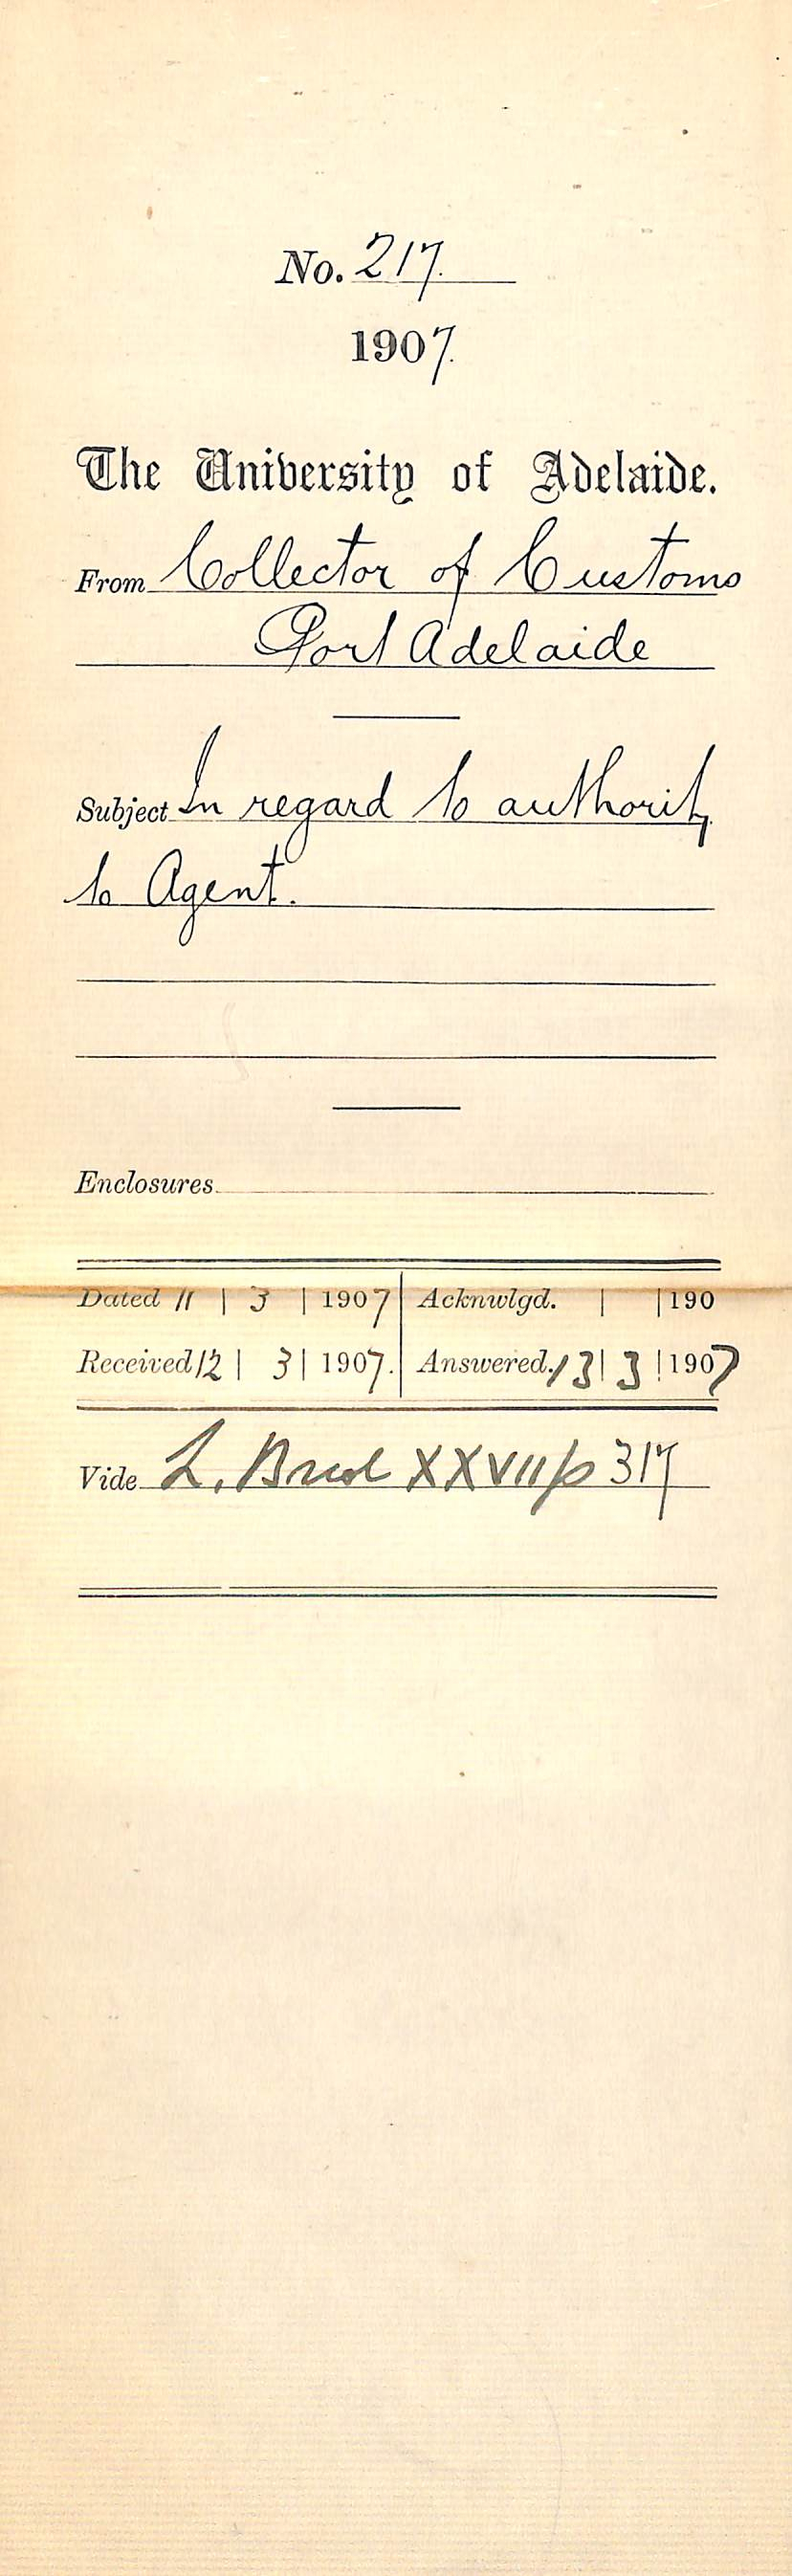 No. 217.
1907.
The University of Adelaide.
From Collector of Customs
Port Adelaide
Subject In regard to authority
to Agent.
Enclosures
Dated 11 | 3 | 1907 | Acknwlgd. | | 190
Received 12 | 3 | 1907. | Answered. 13 | 3 | 1907
Vide L. XXVII p 317